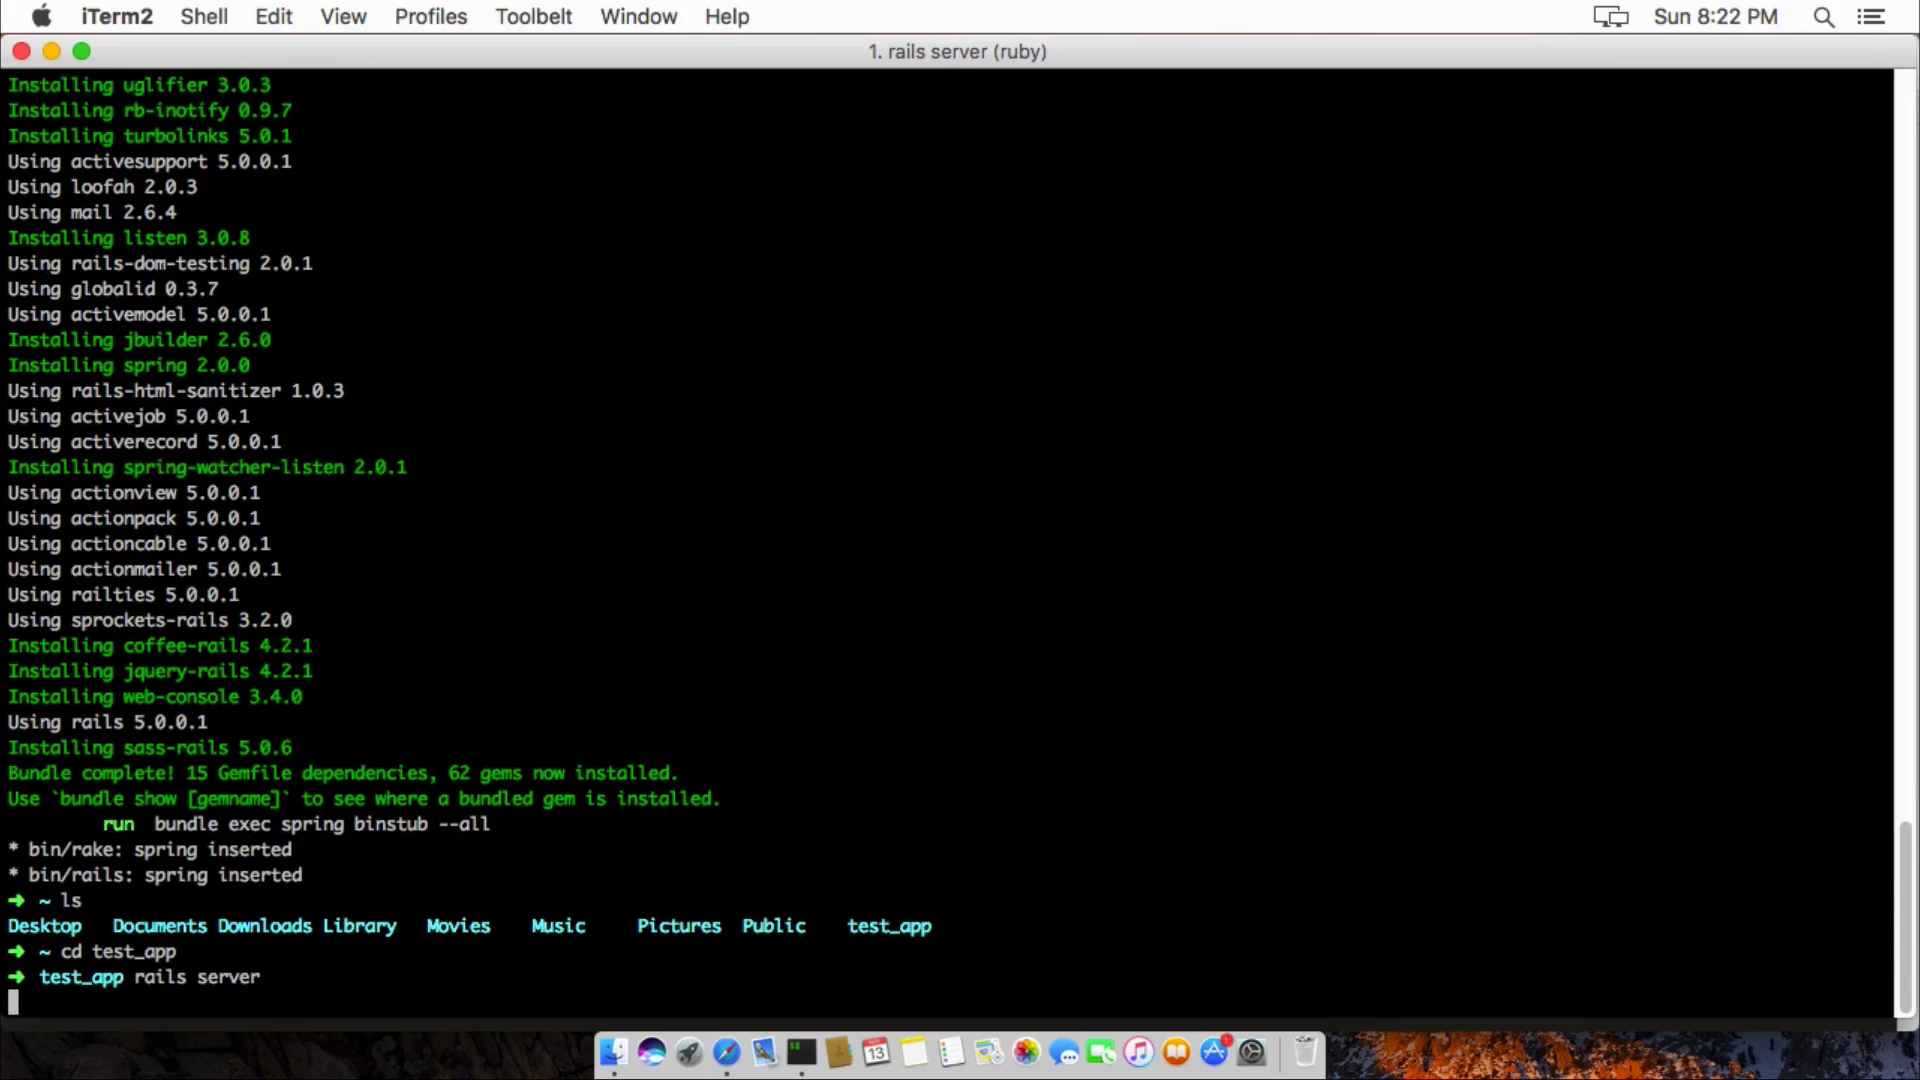 iTerm2 Shell Edit View Profiles Toolbelt Window Help Sun 8:22 PM
1. rails server (ruby)
Installing uglifier 3.0.3
Installing rb-inotify 0.9.7
Installing turbolinks 5.0.1
Using activesupport 5.0.0.1
Using loofah 2.0.3
Using mail 2.6.4
Installing listen 3.0.8
Using rails-dom-testing 2.0.1
Using globalid 0.3.7
Using activemodel 5.0.0.1
Installing jbuilder 2.6.0
Installing spring 2.0.0
Using rails-html-sanitizer 1.0.3
Using activejob 5.0.0.1
Using activerecord 5.0.0.1
Installing spring-watcher-listen 2.0.1
Using actionview 5.0.0.1
Using actionpack 5.0.0.1
Using actioncable 5.0.0.1
Using actionmailer 5.0.0.1
Using railties 5.0.0.1
Using sprockets-rails 3.2.0
Installing coffee-rails 4.2.1
Installing jquery-rails 4.2.1
Installing web-console 3.4.0
Using rails 5.0.0.1
Installing sass-rails 5.0.6
Bundle complete! 15 Gemfile dependencies, 62 gems now installed.
Use `bundle show [gemname]` to see where a bundled gem is installed.
run bundle exec spring binstub --all
* bin/rake: spring inserted
* bin/rails: spring inserted
➜ ~ ls
Desktop Documents Downloads Library Movies Music Pictures Public test_app
➜ ~ cd test_app
➜ test_app rails server
13